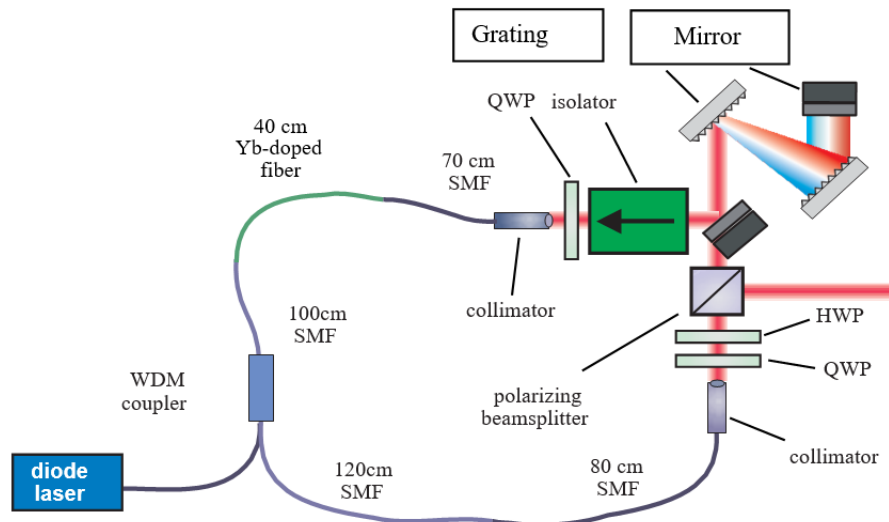 Grating
Mirror
QWP
isolator
40 cm
Yb-doped
fiber
70 cm
SMF
collimator
100cm
SMF
HWP
WDM
coupler
QWP
polarizing
beamsplitter
diode
laser
120cm
SMF
80 cm
SMF
collimator